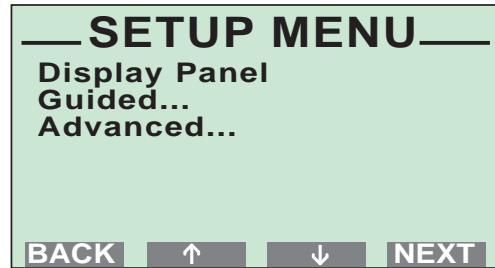 SETUP MENU
Display Panel
Guided...
Advanced...
BACK ↑ ↓ NEXT